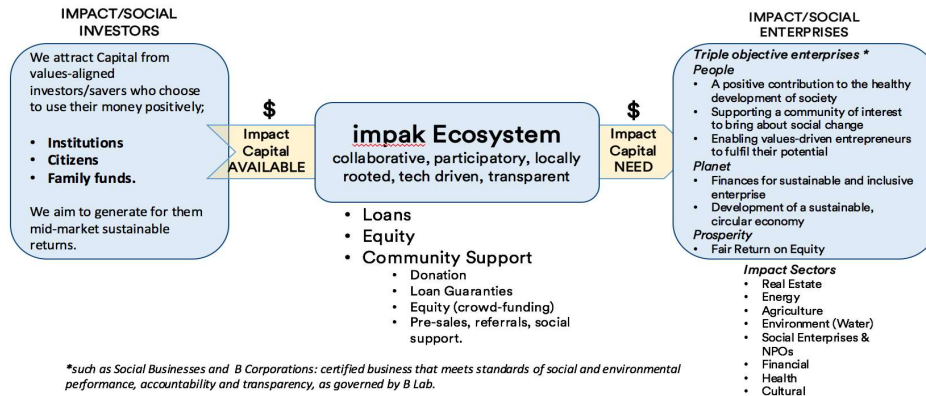 IMPACT/SOCIAL
INVESTORS
We attract Capital from
values-aligned
investors/savers who choose
to use their money positively;
• Institutions
• Citizens
• Family funds.
We aim to generate for them
mid-market sustainable
returns.
$
Impact
Capital
AVAILABLE
impak Ecosystem
collaborative, participatory, locally
rooted, tech driven, transparent
• Loans
• Equity
• Community Support
• Donation
• Loan Guaranties
• Equity (crowd-funding)
• Pre-sales, referrals, social
support.
$
Impact
Capital
NEED
IMPACT/SOCIAL
ENTERPRISES
Triple objective enterprises *
People
• A positive contribution to the healthy
development of society
• Supporting a community of interest
to bring about social change
• Enabling values-driven entrepreneurs
to fulfil their potential
Planet
• Finances for sustainable and inclusive
enterprise
• Development of a sustainable,
circular economy
Prosperity
• Fair Return on Equity
Impact Sectors
• Real Estate
• Energy
• Agriculture
• Environment (Water)
• Social Enterprises &
NPOs
• Financial
• Health
• Cultural
*such as Social Businesses and B Corporations: certified business that meets standards of social and environmental
performance, accountability and transparency, as governed by B Lab.